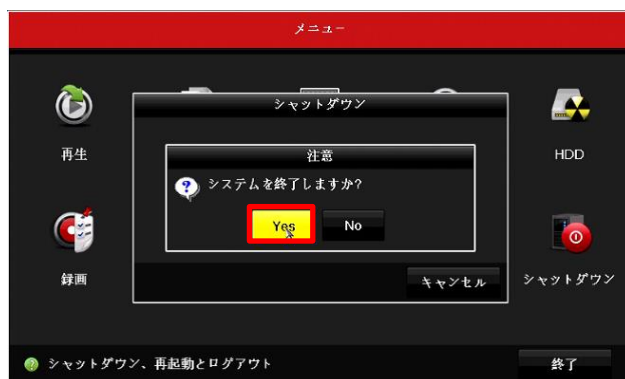 メニュー
シャットダウン
再生
注意
HDD
システムを終了しますか?
Yes No
録画
キャンセル
シャットダウン
シャットダウン、再起動とログアウト
終了